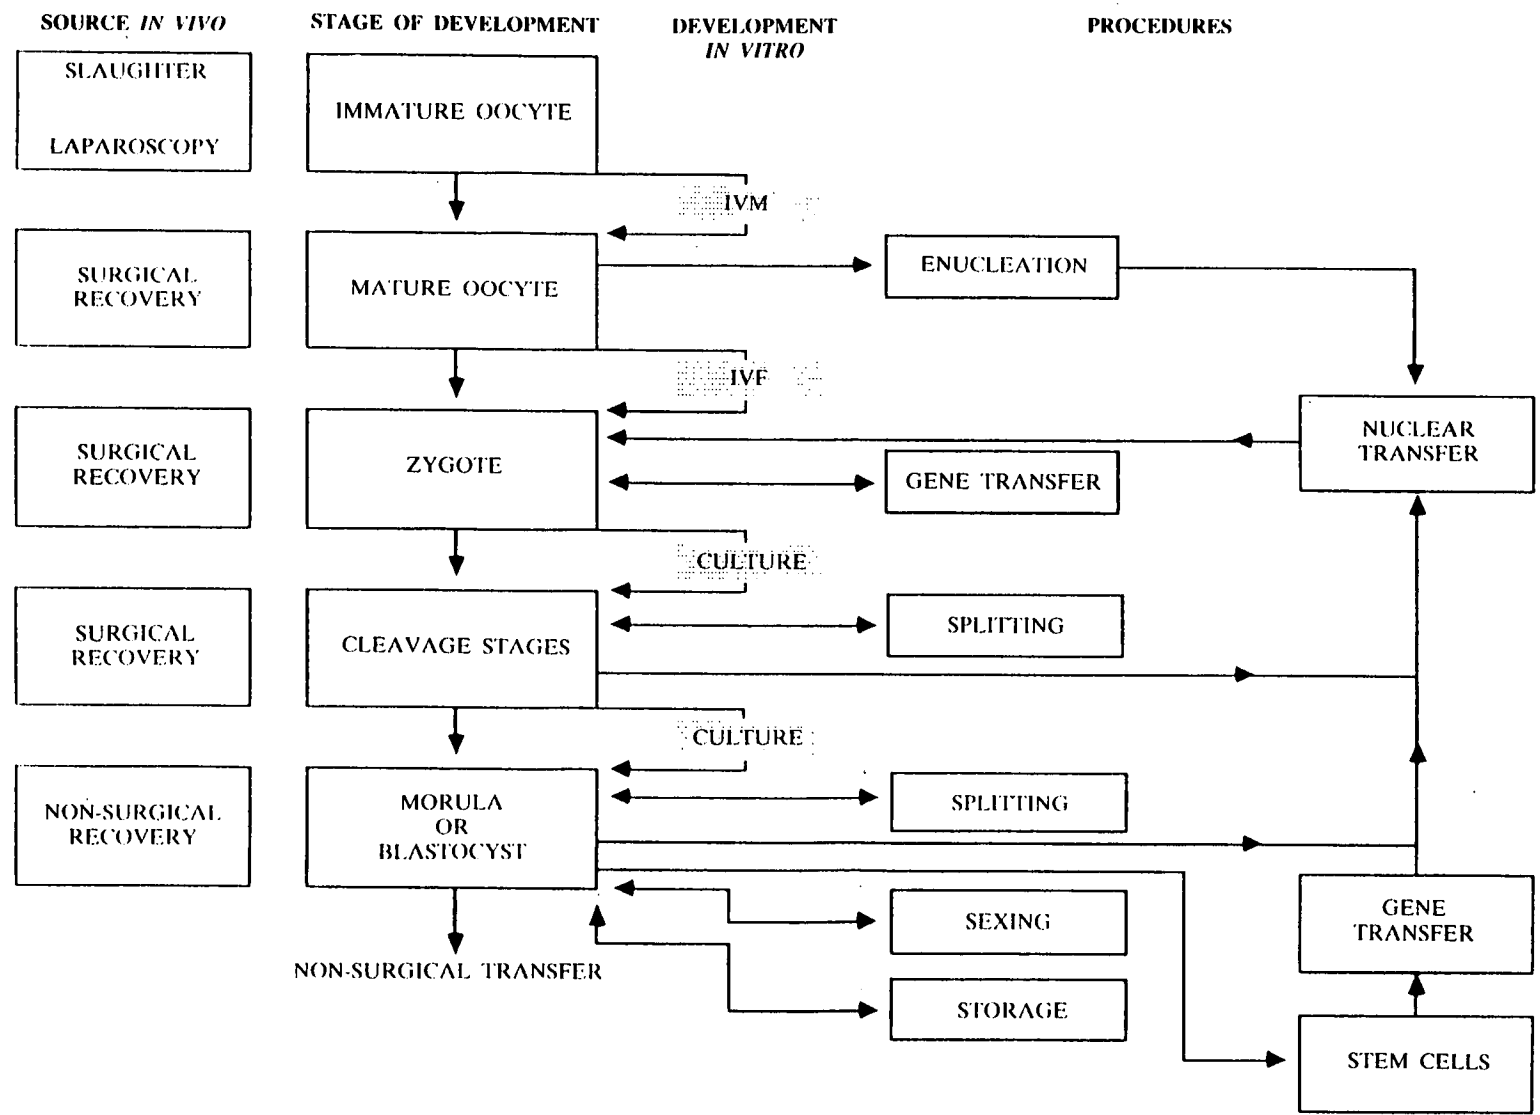 SOURCE IN VIVO
STAGE OF DEVELOPMENT
DEVELOPMENT
IN VITRO
PROCEDURES
SLAUGHTER
LAPAROSCOPY
IMMATURE OOCYTE
IVM
SURGICAL
RECOVERY
MATURE OOCYTE
ENUCLEATION
IVF
SURGICAL
RECOVERY
ZYGOTE
GENE TRANSFER
NUCLEAR
TRANSFER
CULTURE
SURGICAL
RECOVERY
CLEAVAGE STAGES
SPLITTING
CULTURE
NON-SURGICAL
RECOVERY
MORULA
OR
BLASTOCYST
SPLITTING
SEXING
GENE
TRANSFER
NON-SURGICAL TRANSFER
STORAGE
STEM CELLS